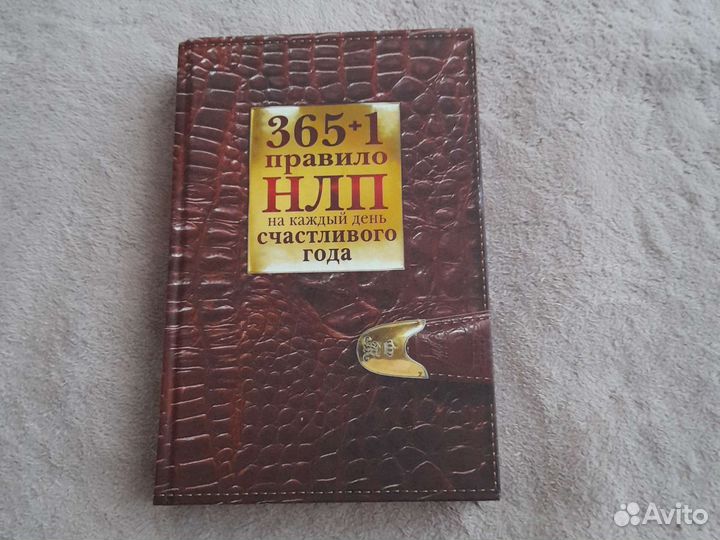 365+1
правило
НЛП
на каждый день
счастливого
года
Avito